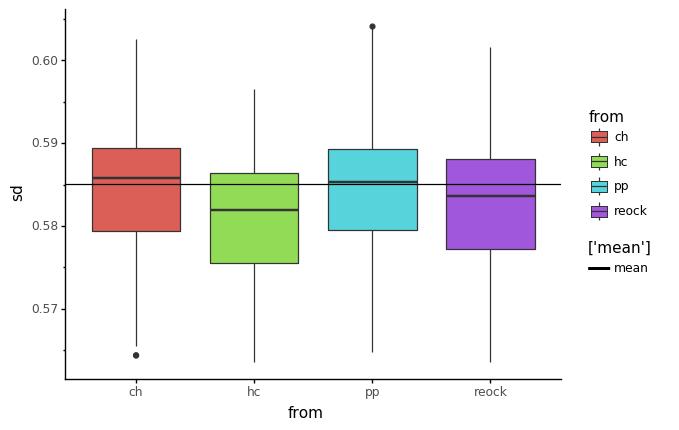 0.60
0.59
0.58
0.57
sd
ch
hc
pp
reock
from
from
ch
hc
pp
reock
['mean']
mean